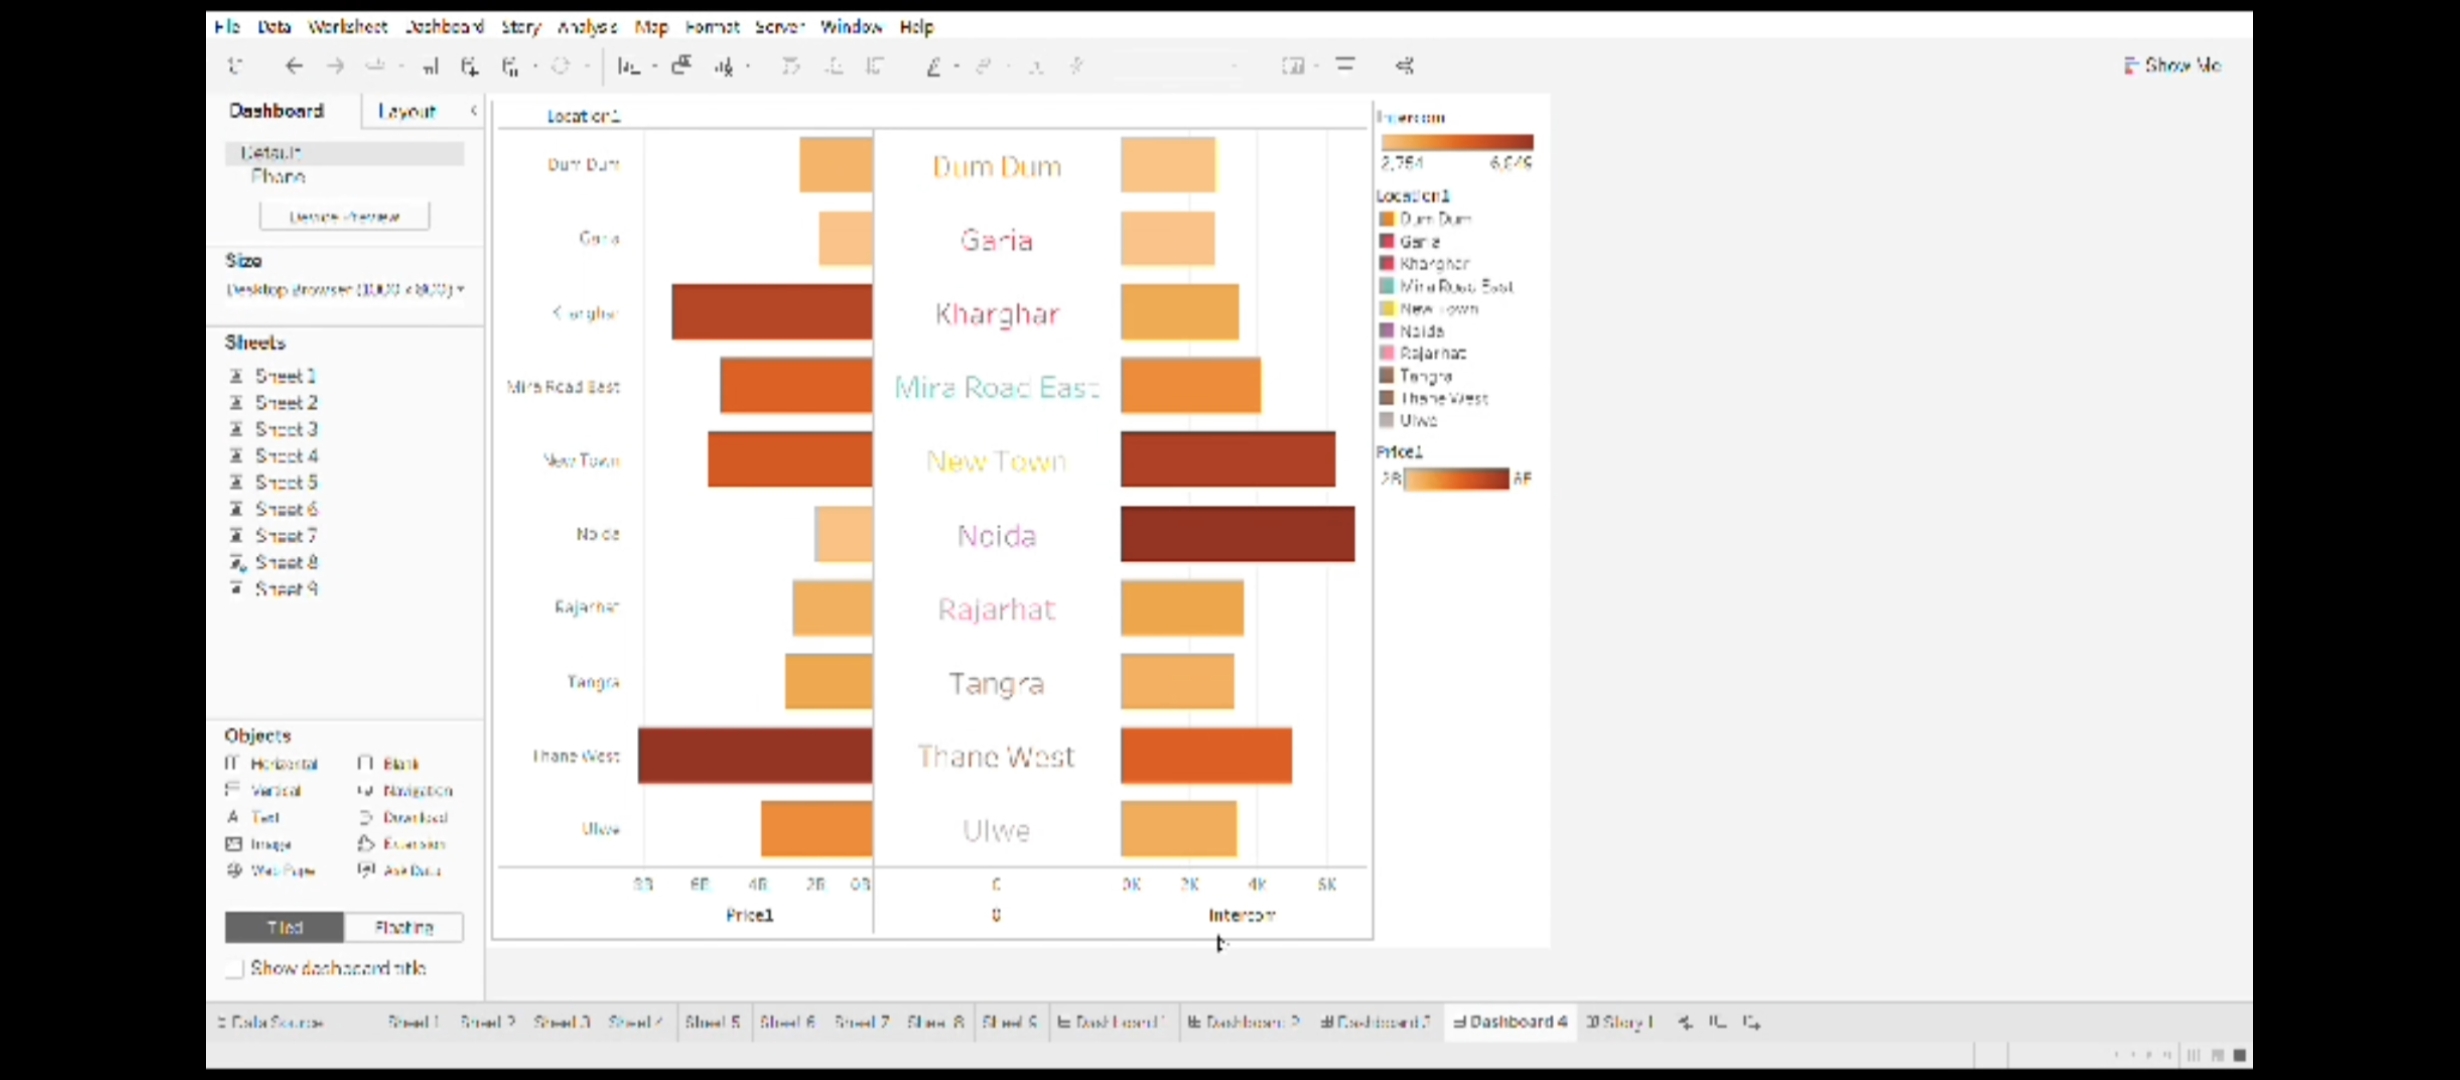 File Data Worksheet Dashboard Story Analysis Map Format Server Window Help
Show Me
Dashboard Layout
Default
Phone
Device Preview
Size
Desktop Browser (1000 x 800)
Sheets
Sheet 1
Sheet 2
Sheet 3
Sheet 4
Sheet 5
Sheet 6
Sheet 7
Sheet 8
Sheet 9
Objects
Horizontal Blank
Vertical Navigation
Text Download
Image Extension
Web Page Ask Data
Tiled Floating
Show dashboard title
Location1
Dum Dum Dum Dum
Garia Garia
Kharghar Kharghar
Mira Road East Mira Road East
New Town New Town
Noida Noida
Rajarhat Rajarhat
Tangra Tangra
Thane West Thane West
Ulwe Ulwe
8B 6B 4B 2B 0B 0 0K 2K 4K 6K
Price1 0 Intercom
Intercom
2,754
Location1
Dum Dum
Garia
Kharghar
Mira Road East
New Town
Noida
Rajarhat
Tangra
Thane West
Ulwe
Price1
2B
Data Source Sheet 1 Sheet 2 Sheet 3 Sheet 4 Sheet 5 Sheet 6 Sheet 7 Sheet 8 Sheet 9 Dashboard 1 Dashboard 2 Dashboard 3 Dashboard 4 Story 1